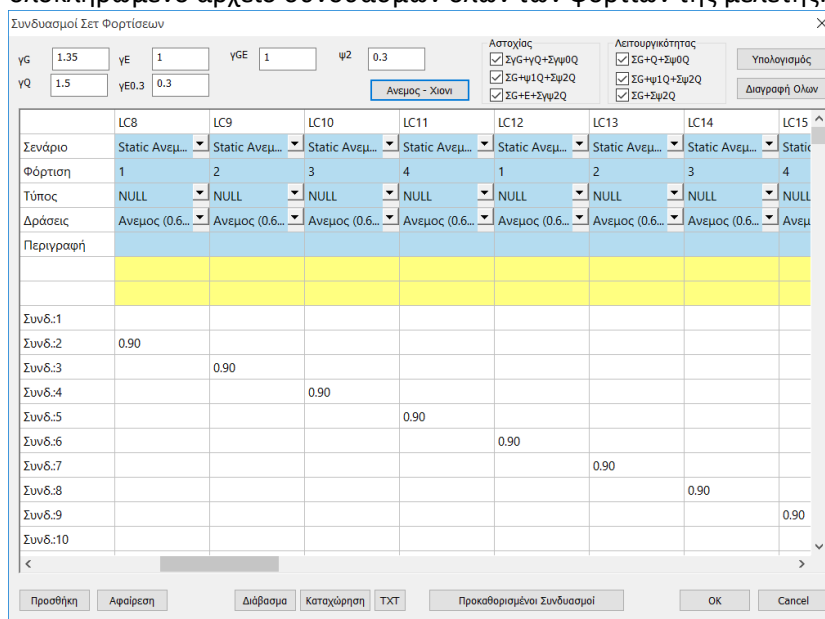 ολοκληρωμένο αρχείο συνδυασμών όλων των φορτίων της μελέτης.
Συνδυασμοί Σετ Φορτίσεων
γG 1.35 γE 1 γGE 1 ψ2 0.3
γQ 1.5 γE0.3 0.3
Ανεμος - Χιονι
Αστοχίας
ΣγG+γQ+Σγψ0Q
ΣG+ψ1Q+Σψ2Q
ΣG+E+Σγψ2Q
Λειτουργικότητας
ΣG+Q+Σψ0Q
ΣG+ψ1Q+Σψ2Q
ΣG+Σψ2Q
Υπολογισμός
Διαγραφή Ολων
LC8 LC9 LC10 LC11 LC12 LC13 LC14 LC15
Σενάριο Static Ανεμ... Static Ανεμ... Static Ανεμ... Static Ανεμ... Static Ανεμ... Static Ανεμ... Static Ανεμ... Static
Φόρτιση 1 2 3 4 1 2 3 4
Τύπος NULL NULL NULL NULL NULL NULL NULL NULL
Δράσεις Ανεμος (0.6... Ανεμος (0.6... Ανεμος (0.6... Ανεμος (0.6... Ανεμος (0.6... Ανεμος (0.6... Ανεμος (0.6... Ανεμ
Περιγραφή
Συνδ.:1
Συνδ.:2 0.90
Συνδ.:3 0.90
Συνδ.:4 0.90
Συνδ.:5 0.90
Συνδ.:6 0.90
Συνδ.:7 0.90
Συνδ.:8 0.90
Συνδ.:9 0.90
Συνδ.:10
Προσθήκη Αφαίρεση Διάβασμα Καταχώρηση TXT Προκαθορισμένοι Συνδυασμοί OK Cancel